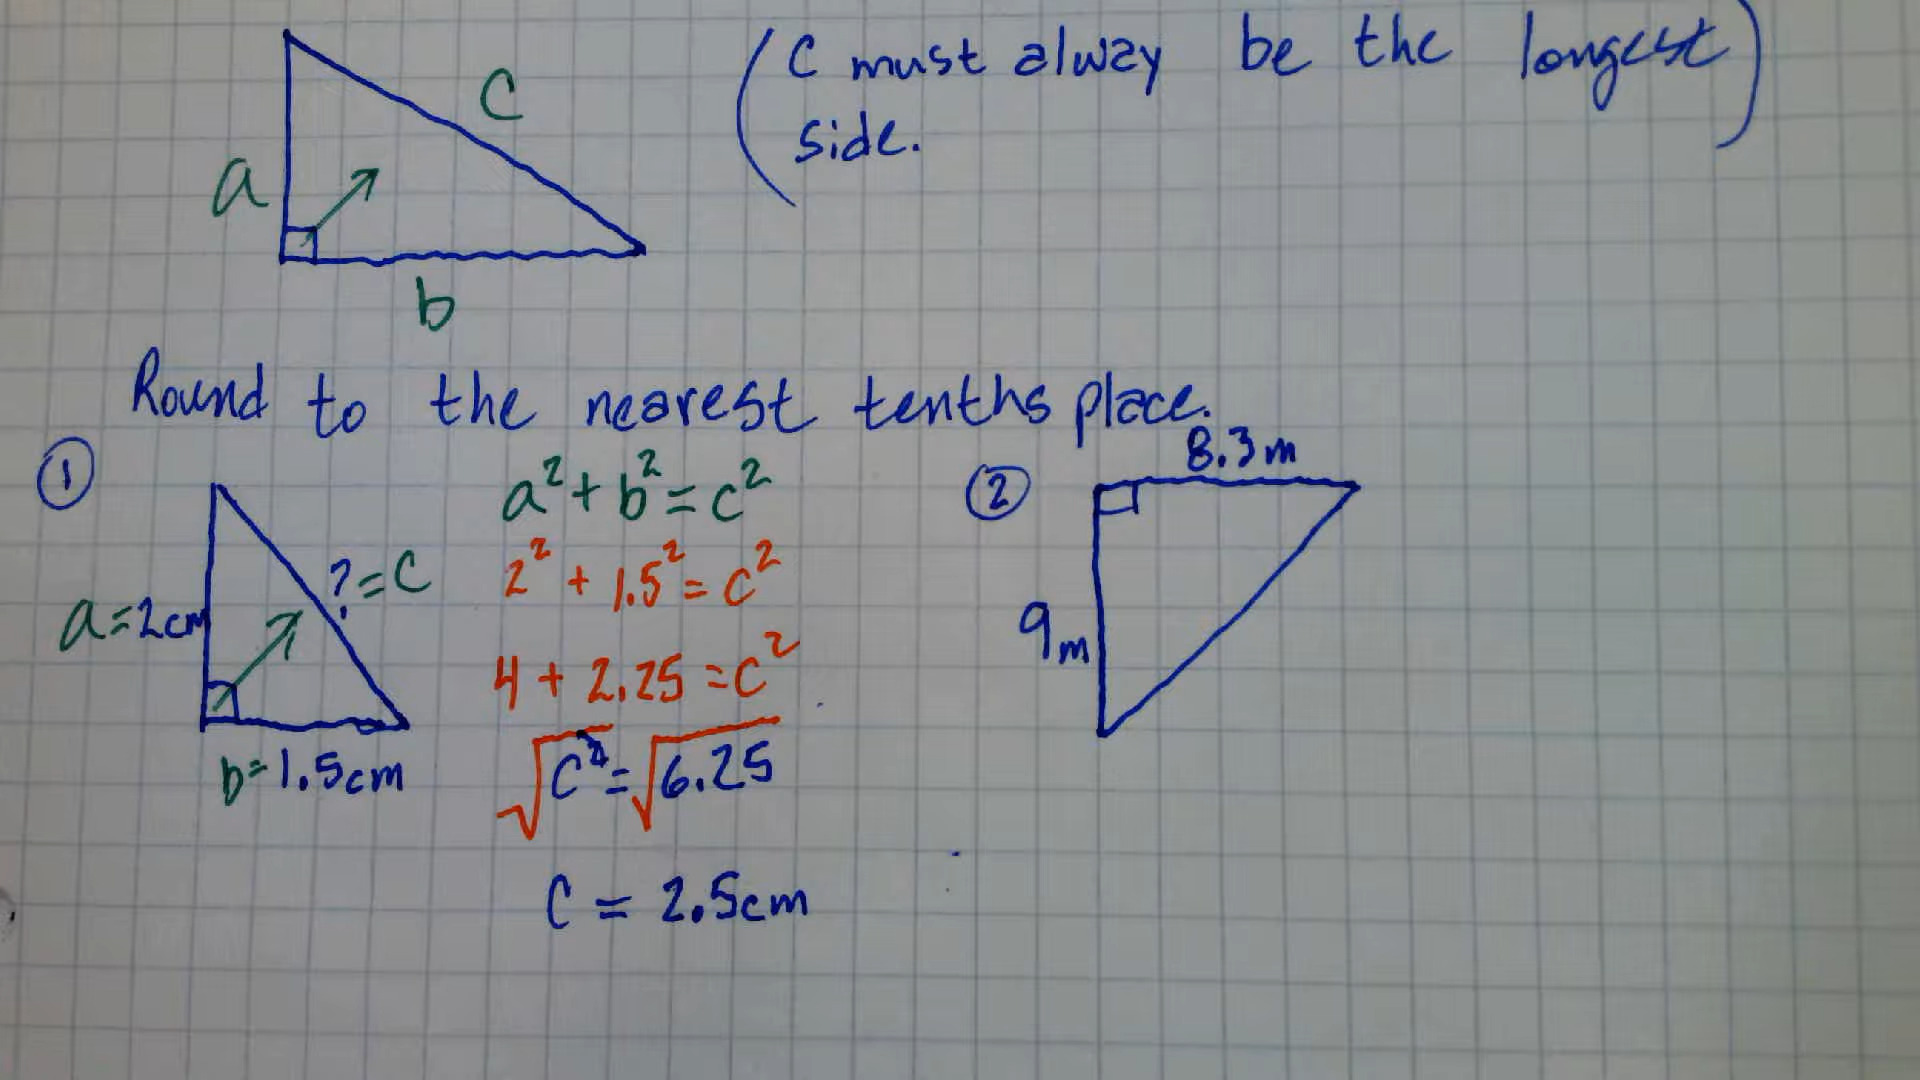 c
a
b
(C must alway be the longest)
side.
Round to the nearest tenths place.
①
a=2cm
?=C
b=1.5cm
a²+b²=c²
2²+1.5²=c²
4+2.25=c²
√c²=√6.25
C=2.5cm
②
8.3m
9m